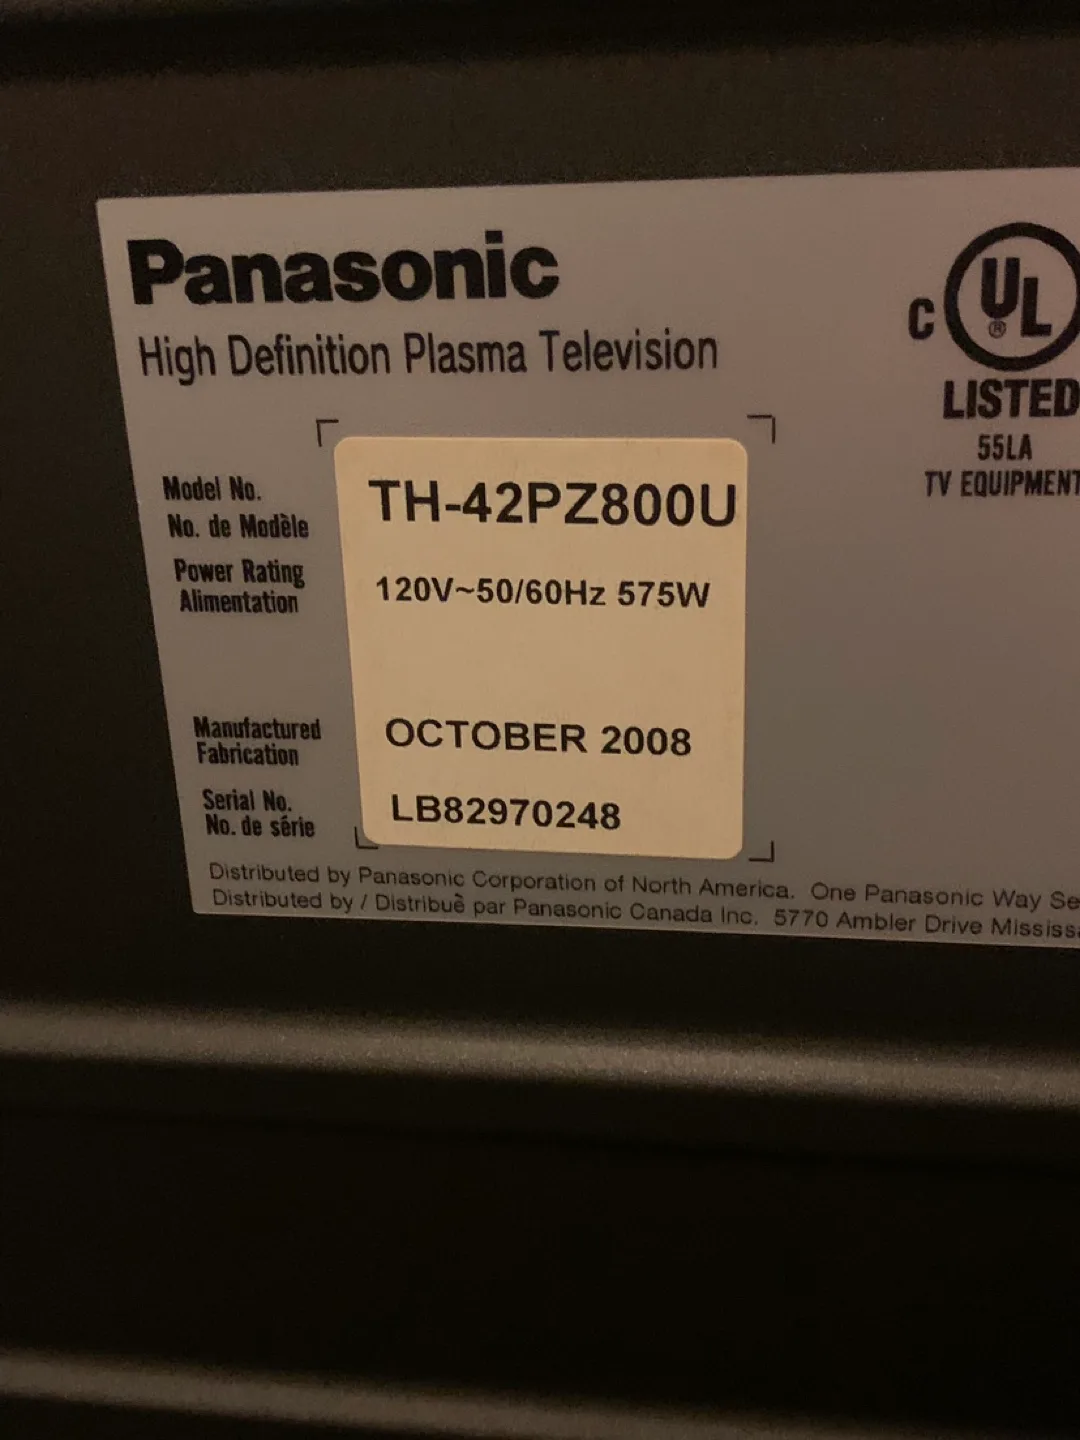 Panasonic
High Definition Plasma Television
C UL ®
LISTED
55LA
TV EQUIPMENT
Model No.
No. de Modèle
TH-42PZ800U
Power Rating
Alimentation
120V~50/60Hz 575W
Manufactured
Fabrication
OCTOBER 2008
Serial No.
No. de série
LB82970248
Distributed by Panasonic Corporation of North America. One Panasonic Way Se
Distributed by / Distribuè par Panasonic Canada Inc. 5770 Ambler Drive Mississa